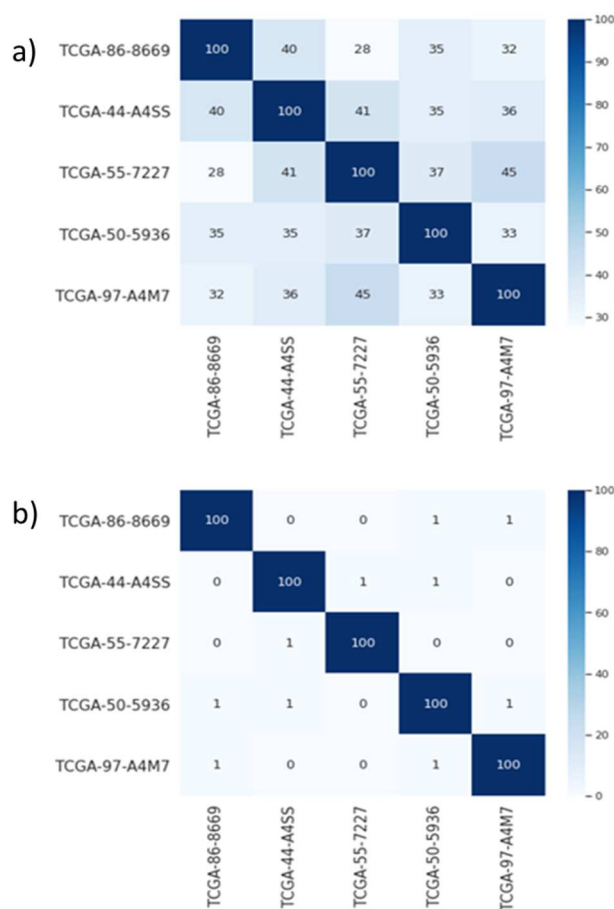 a)
TCGA-86-8669 100 40 28 35 32
TCGA-44-A4SS 40 100 41 35 36
TCGA-55-7227 28 41 100 37 45
TCGA-50-5936 35 35 37 100 33
TCGA-97-A4M7 32 36 45 33 100
TCGA-86-8669
TCGA-44-A4SS
TCGA-55-7227
TCGA-50-5936
TCGA-97-A4M7
100
90
80
70
60
50
40
30
b)
TCGA-86-8669 100 0 0 1 1
TCGA-44-A4SS 0 100 1 1 0
TCGA-55-7227 0 1 100 0 0
TCGA-50-5936 1 1 0 100 1
TCGA-97-A4M7 1 0 0 1 100
TCGA-86-8669
TCGA-44-A4SS
TCGA-55-7227
TCGA-50-5936
TCGA-97-A4M7
100
80
60
40
20
0